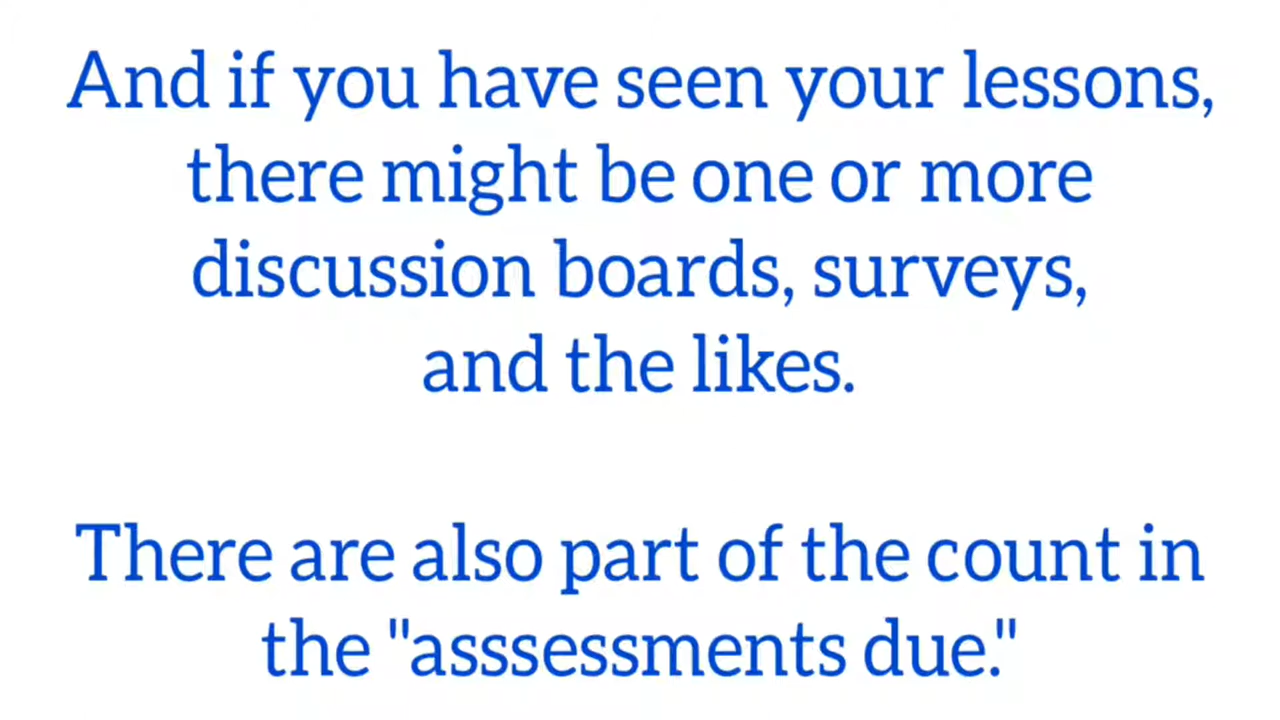 And if you have seen your lessons,
there might be one or more
discussion boards, surveys,
and the likes.
There are also part of the count in
the "asssessments due."